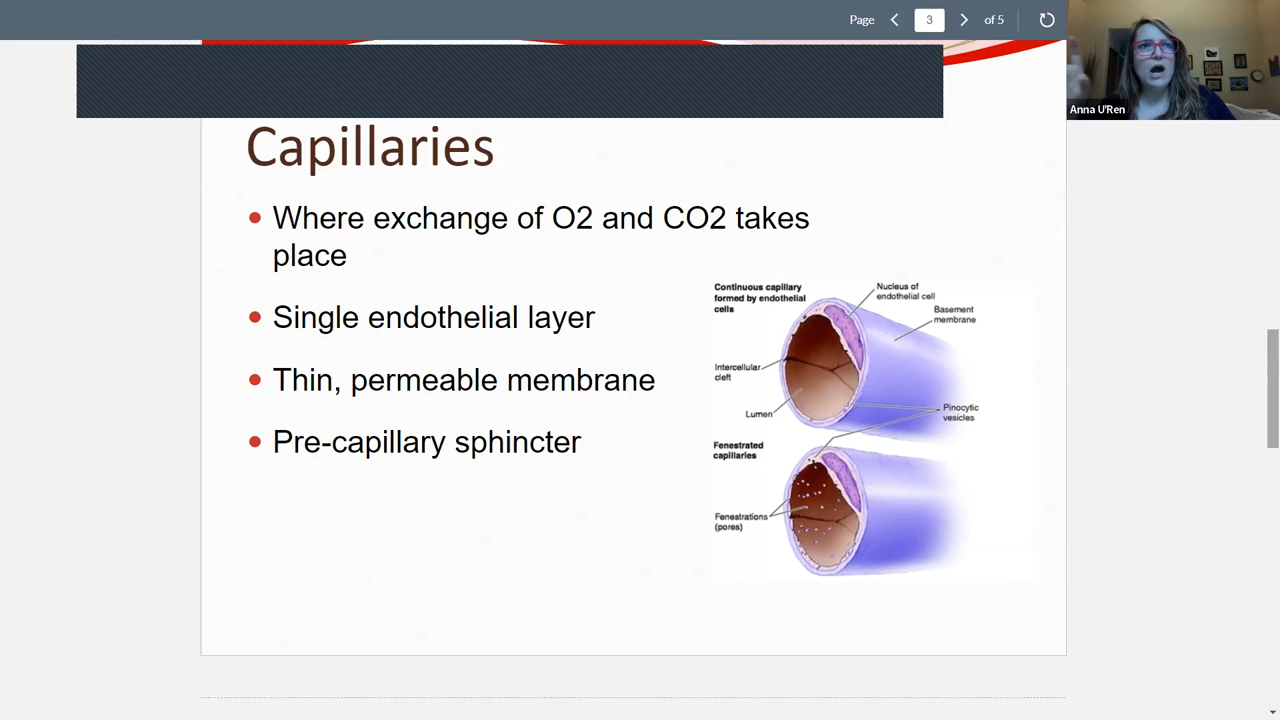 Page 3 of 5
Anna U'Ren
Capillaries
• Where exchange of O2 and CO2 takes
place
• Single endothelial layer
• Thin, permeable membrane
• Pre-capillary sphincter
Continuous capillary
formed by endothelial
cells
Nucleus of
endothelial cell
Basement
membrane
Intercellular
cleft
Lumen
Pinocytic
vesicles
Fenestrated
capillaries
Fenestrations
(pores)